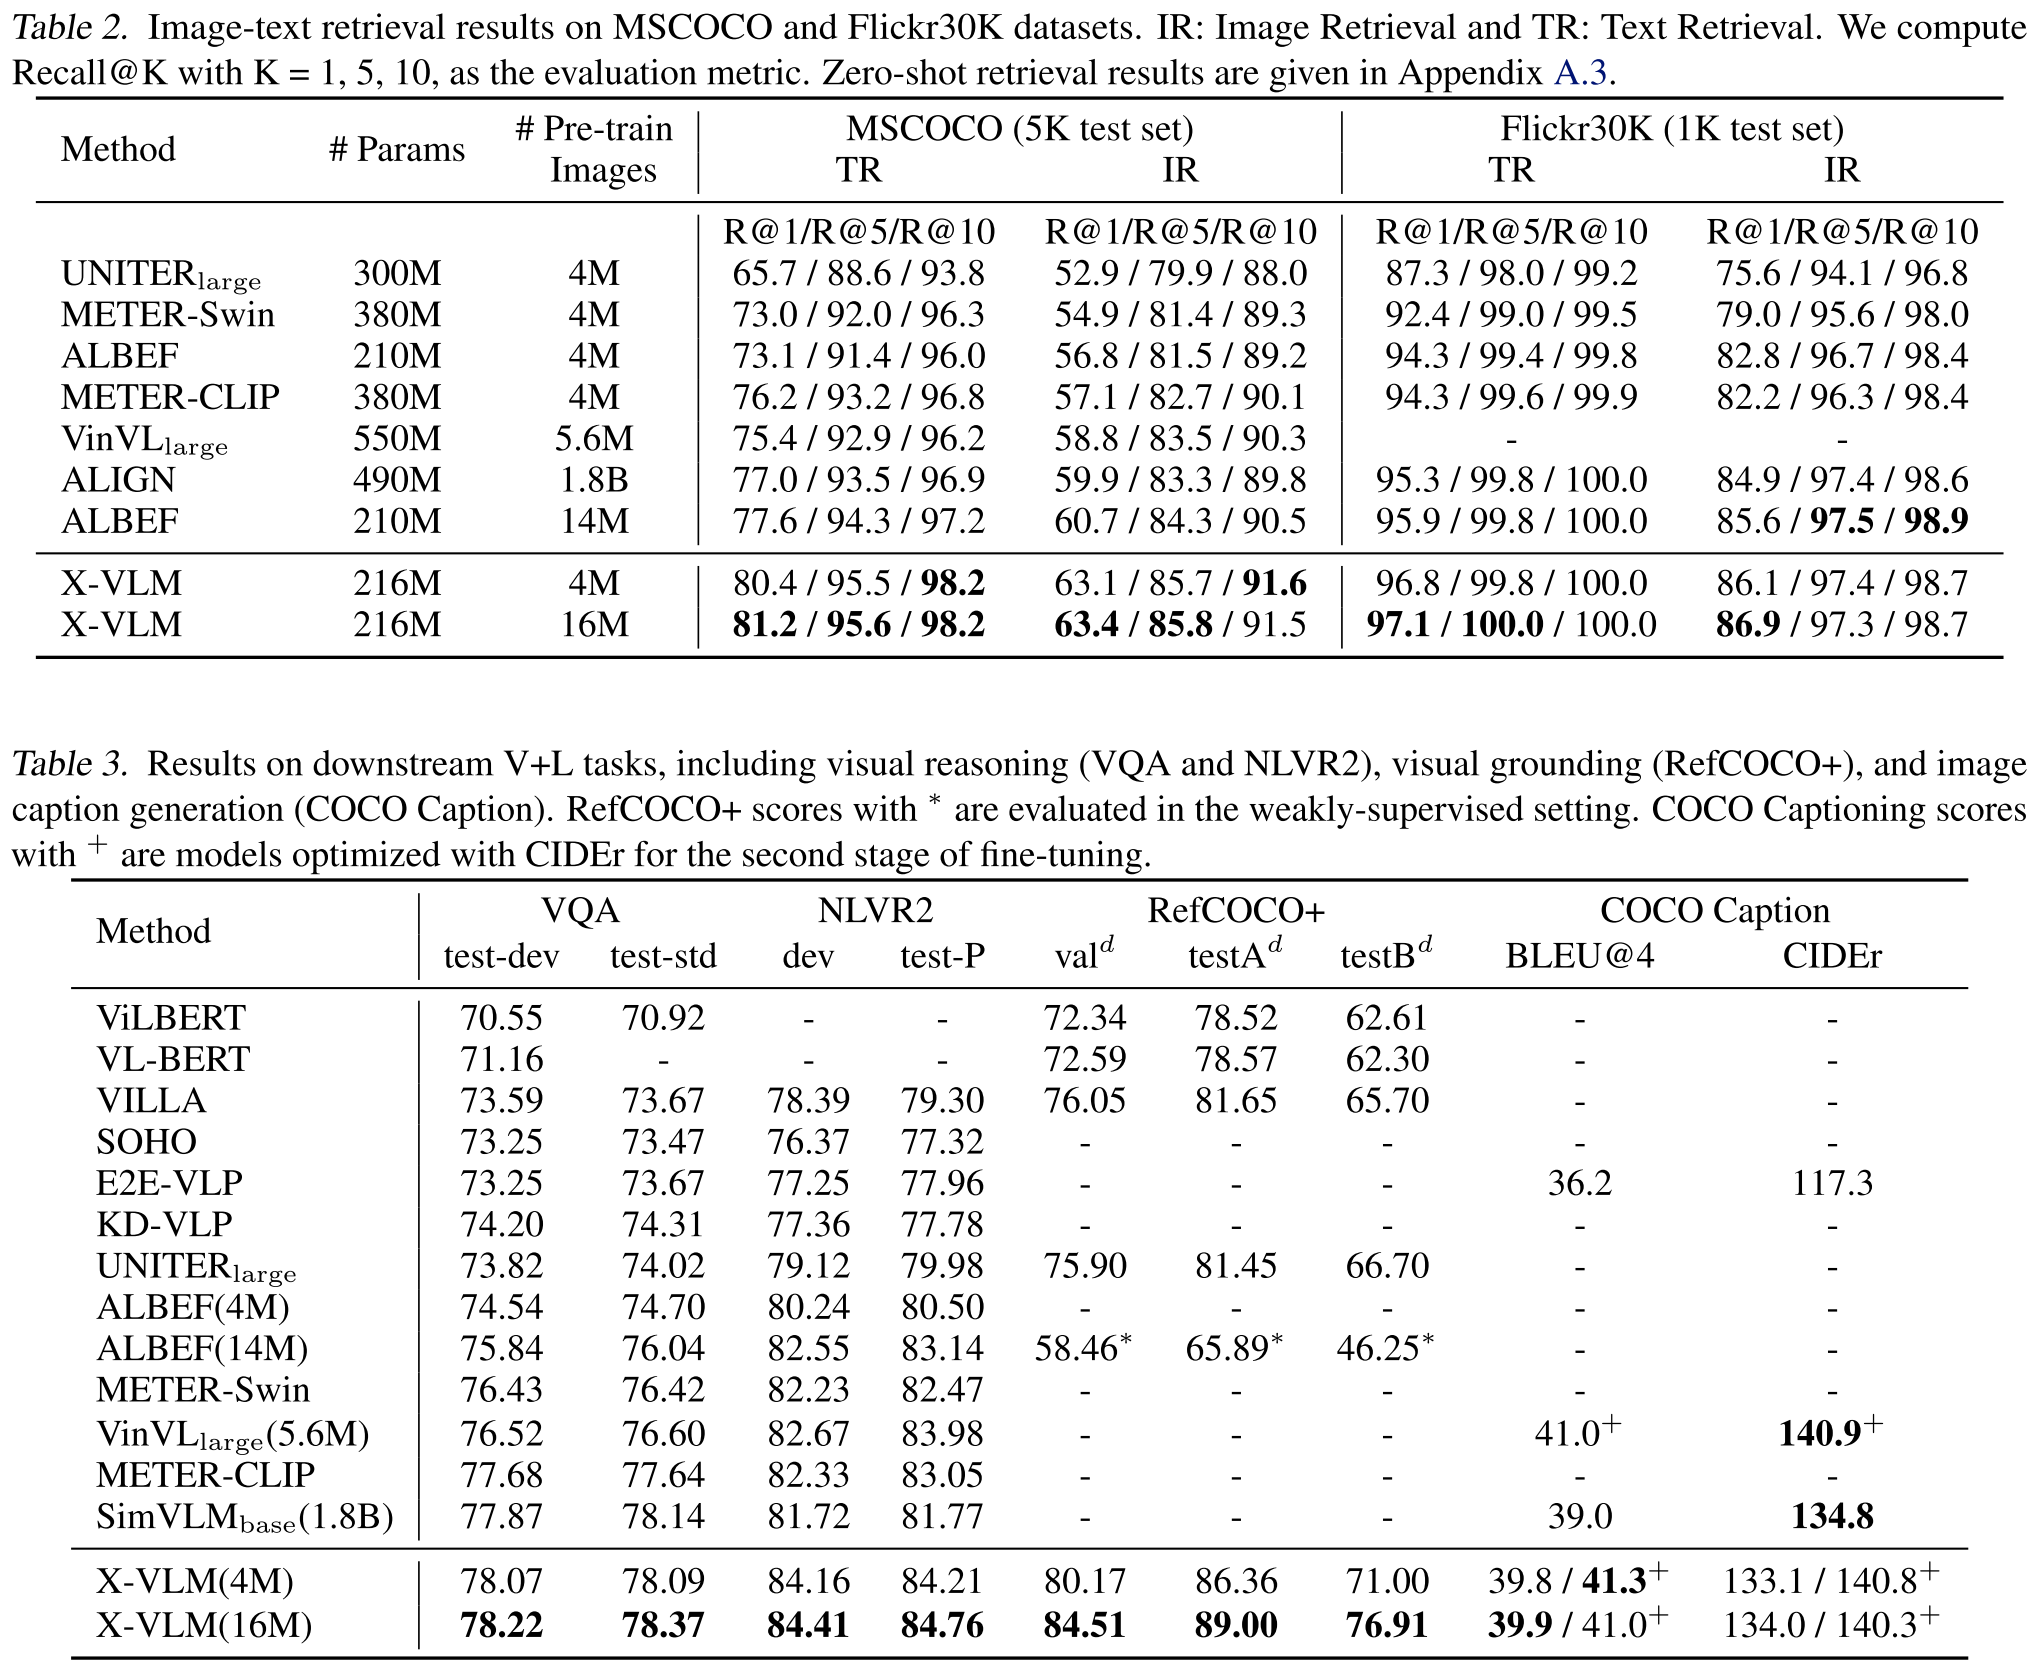 Table 2. Image-text retrieval results on MSCOCO and Flickr30K datasets. IR: Image Retrieval and TR: Text Retrieval. We compute
Recall@K with K = 1, 5, 10, as the evaluation metric. Zero-shot retrieval results are given in Appendix A.3.
Method # Params # Pre-train Images MSCOCO (5K test set) Flickr30K (1K test set)
TR IR TR IR
R@1/R@5/R@10 R@1/R@5/R@10 R@1/R@5/R@10 R@1/R@5/R@10
UNITERlarge 300M 4M 65.7 / 88.6 / 93.8 52.9 / 79.9 / 88.0 87.3 / 98.0 / 99.2 75.6 / 94.1 / 96.8
METER-Swin 380M 4M 73.0 / 92.0 / 96.3 54.9 / 81.4 / 89.3 92.4 / 99.0 / 99.5 79.0 / 95.6 / 98.0
ALBEF 210M 4M 73.1 / 91.4 / 96.0 56.8 / 81.5 / 89.2 94.3 / 99.4 / 99.8 82.8 / 96.7 / 98.4
METER-CLIP 380M 4M 76.2 / 93.2 / 96.8 57.1 / 82.7 / 90.1 94.3 / 99.6 / 99.9 82.2 / 96.3 / 98.4
VinVLlarge 550M 5.6M 75.4 / 92.9 / 96.2 58.8 / 83.5 / 90.3 - -
ALIGN 490M 1.8B 77.0 / 93.5 / 96.9 59.9 / 83.3 / 89.8 95.3 / 99.8 / 100.0 84.9 / 97.4 / 98.6
ALBEF 210M 14M 77.6 / 94.3 / 97.2 60.7 / 84.3 / 90.5 95.9 / 99.8 / 100.0 85.6 / 97.5 / 98.9
X-VLM 216M 4M 80.4 / 95.5 / 98.2 63.1 / 85.7 / 91.6 96.8 / 99.8 / 100.0 86.1 / 97.4 / 98.7
X-VLM 216M 16M 81.2 / 95.6 / 98.2 63.4 / 85.8 / 91.5 97.1 / 100.0 / 100.0 86.9 / 97.3 / 98.7
Table 3. Results on downstream V+L tasks, including visual reasoning (VQA and NLVR2), visual grounding (RefCOCO+), and image
caption generation (COCO Caption). RefCOCO+ scores with * are evaluated in the weakly-supervised setting. COCO Captioning scores
with + are models optimized with CIDEr for the second stage of fine-tuning.
Method VQA NLVR2 RefCOCO+ COCO Caption
test-dev test-std dev test-P val^d testA^d testB^d BLEU@4 CIDEr
ViLBERT 70.55 70.92 - - 72.34 78.52 62.61 - -
VL-BERT 71.16 - - - 72.59 78.57 62.30 - -
VILLA 73.59 73.67 78.39 79.30 76.05 81.65 65.70 - -
SOHO 73.25 73.47 76.37 77.32 - - - - -
E2E-VLP 73.25 73.67 77.25 77.96 - - - 36.2 117.3
KD-VLP 74.20 74.31 77.36 77.78 - - - - -
UNITERlarge 73.82 74.02 79.12 79.98 75.90 81.45 66.70 - -
ALBEF(4M) 74.54 74.70 80.24 80.50 - - - - -
ALBEF(14M) 75.84 76.04 82.55 83.14 58.46* 65.89* 46.25* - -
METER-Swin 76.43 76.42 82.23 82.47 - - - - -
VinVLlarge(5.6M) 76.52 76.60 82.67 83.98 - - - 41.0+ 140.9+
METER-CLIP 77.68 77.64 82.33 83.05 - - - - -
SimVLMbase(1.8B) 77.87 78.14 81.72 81.77 - - - 39.0 134.8
X-VLM(4M) 78.07 78.09 84.16 84.21 80.17 86.36 71.00 39.8 / 41.3+ 133.1 / 140.8+
X-VLM(16M) 78.22 78.37 84.41 84.76 84.51 89.00 76.91 39.9 / 41.0+ 134.0 / 140.3+